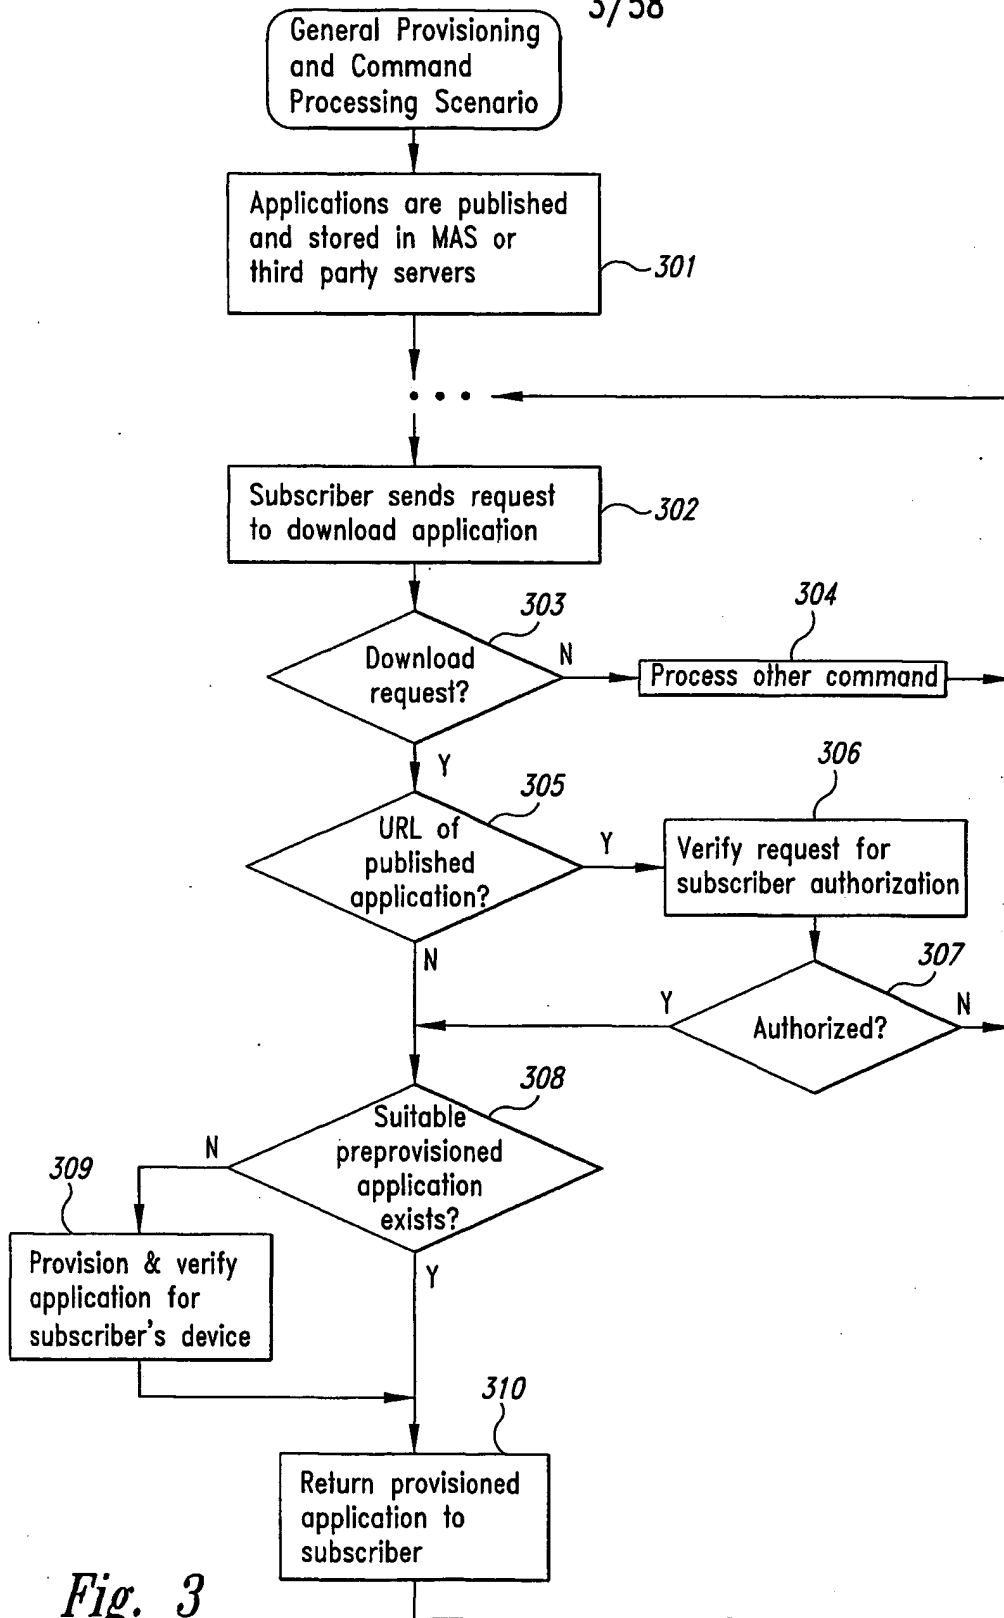 3/58
General Provisioning
and Command
Processing Scenario
Applications are published
and stored in MAS or
third party servers
301
Subscriber sends request
to download application
302
303
304
Download
request?
N
Process other command
Y
305
306
URL of
published
application?
Y
Verify request for
subscriber authorization
N
307
Y
Authorized?
N
308
Suitable
preprovisioned
application
exists?
N
309
Provision & verify
application for
subscriber's device
Y
310
Return provisioned
application to
subscriber
Fig. 3